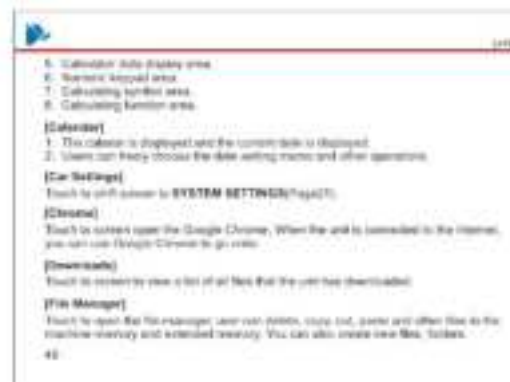 5. Calculator data display area.
6. Numeric keypad area.
7. Calculating symbol area.
8. Calculating function area.
[Calendar]
1. The calendar is displayed and the current date is displayed.
2. Users can freely choose the date setting memo and other operations.
[Car Settings]
Touch to shift screen to SYSTEM SETTINGS(Page21).
[Chrome]
Touch to screen open the Google Chrome. When the unit is connected to the Internet,
you can use Google Chrome to go
[Downloads]
Touch to screen to view a list of all files that the unit has downloaded.
[File Manager]
Touch to open the file manager, user can delete, copy, cut, paste and other files to the
machine memory and extended memory. You can also create new files, folders.